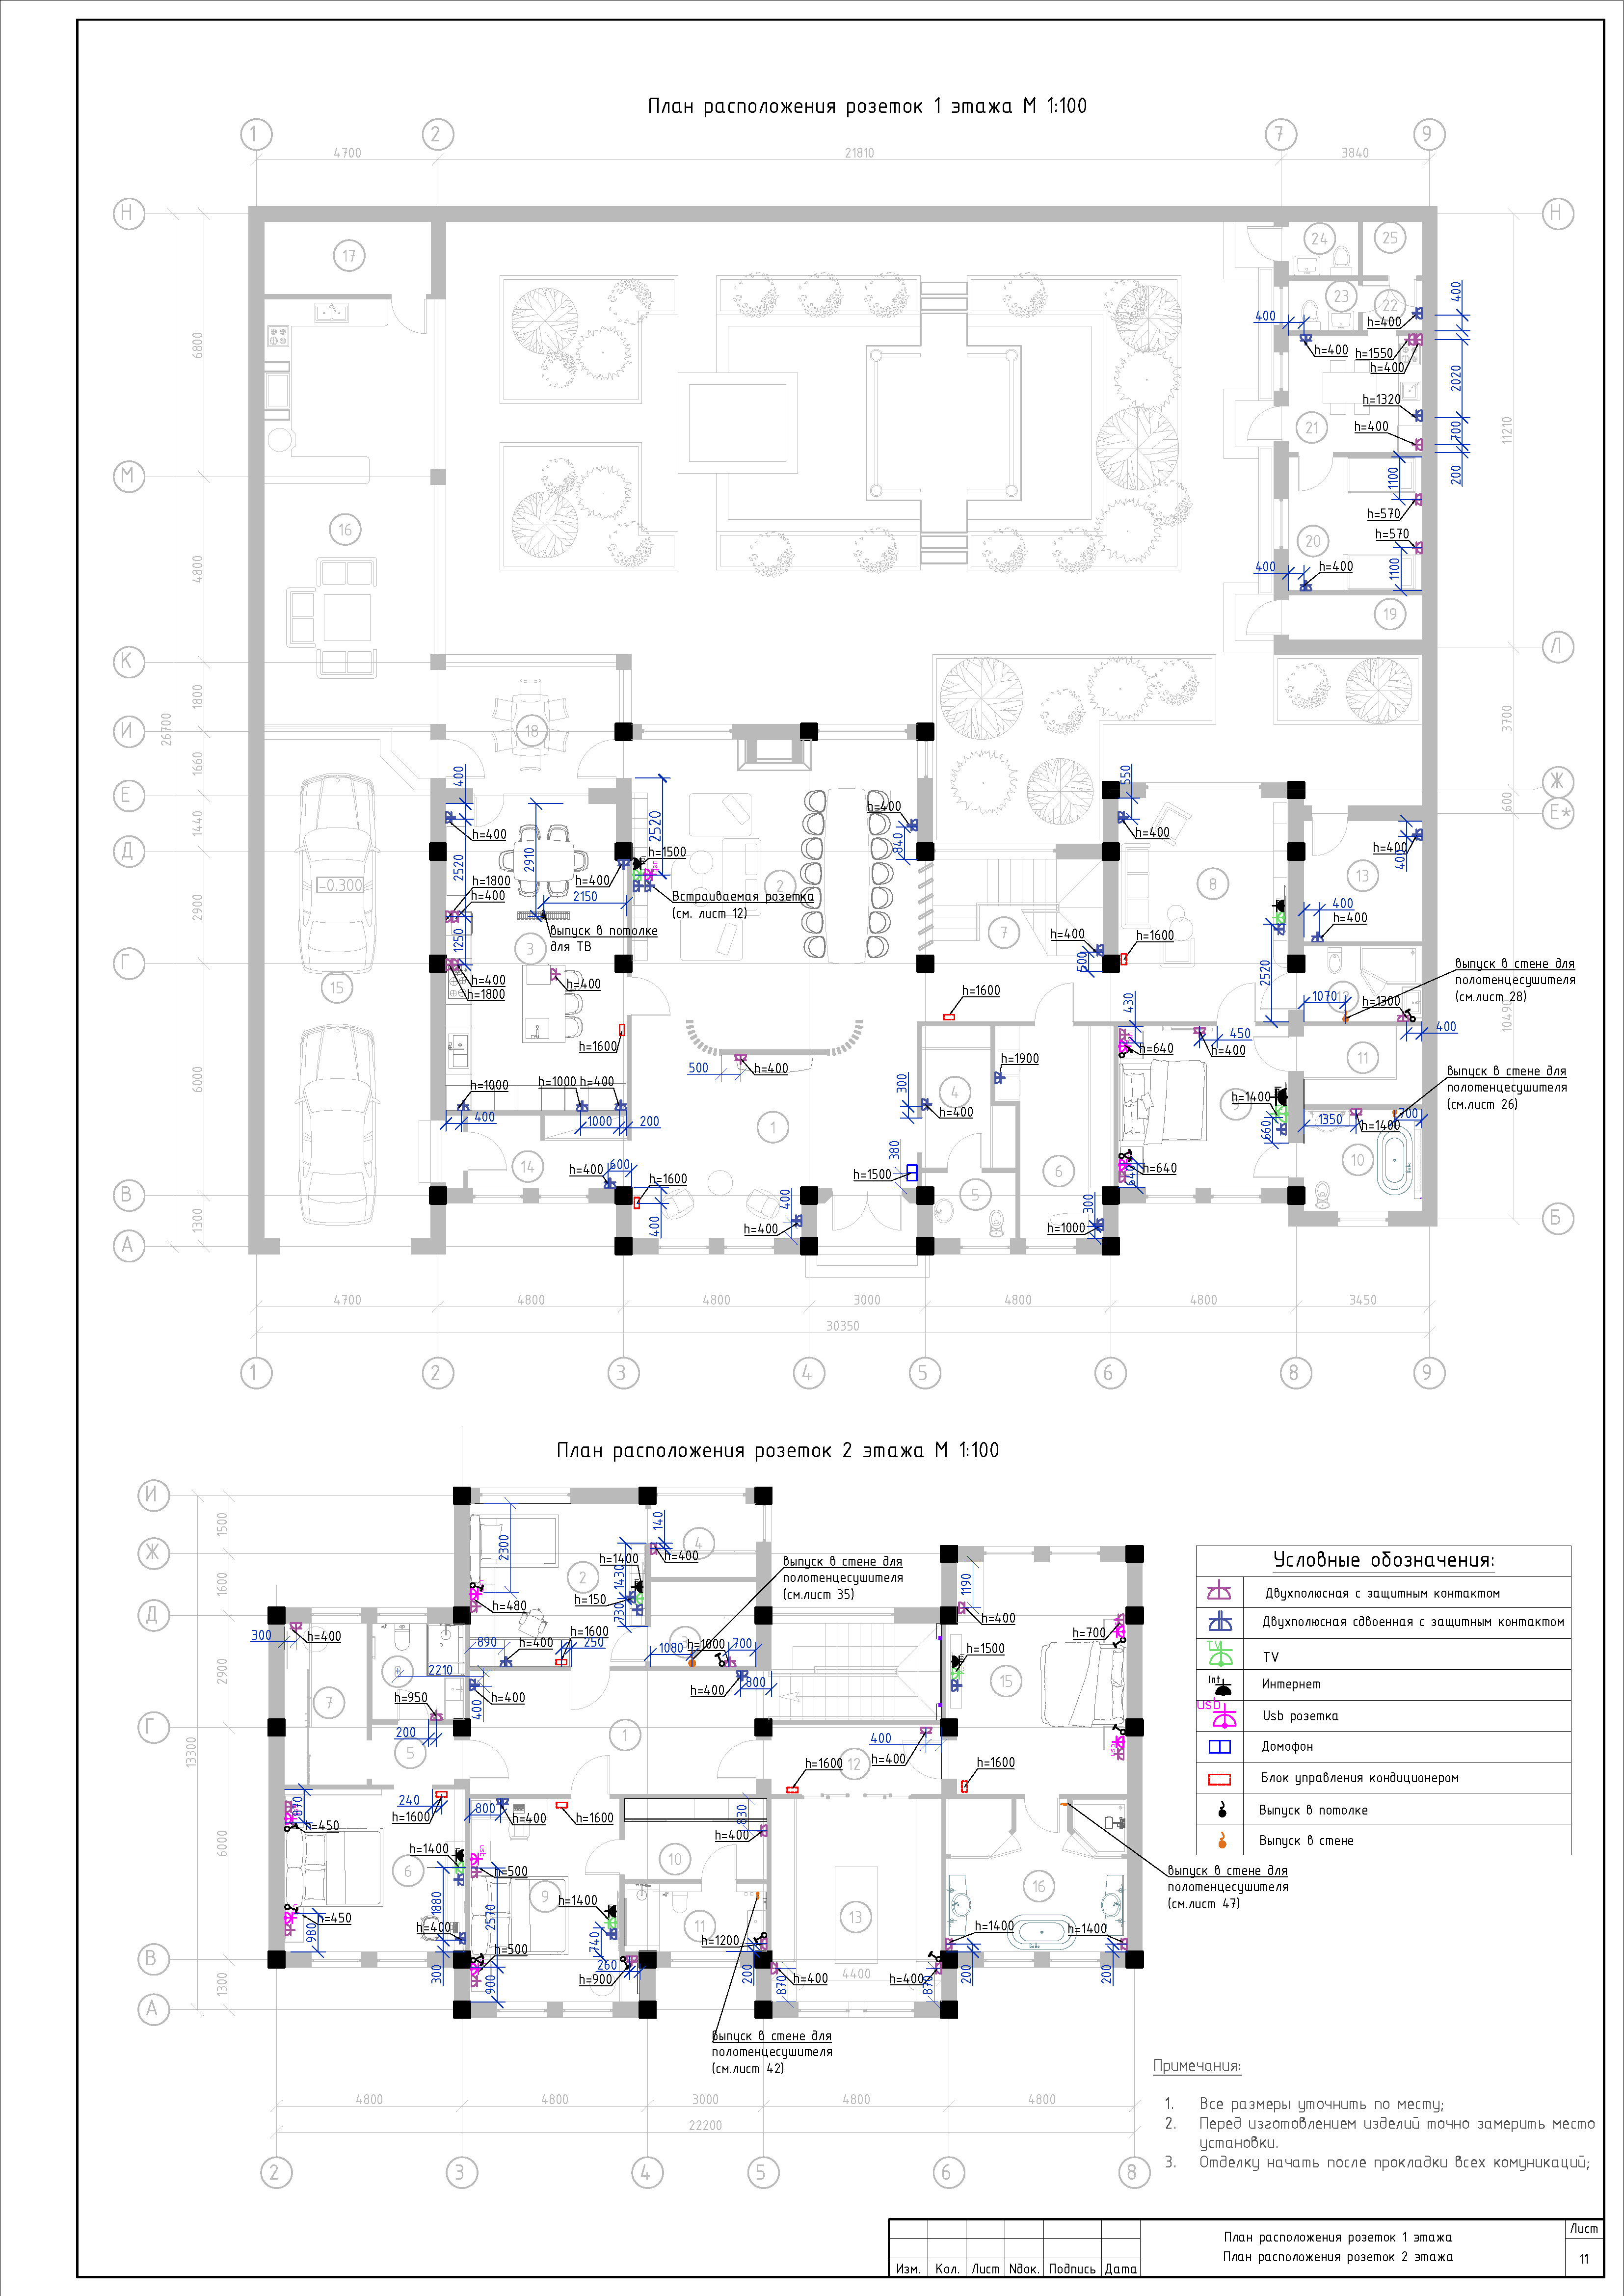 План расположения розеток 1 этажа М 1:100
1
2
7
9
4700
21810
3840
Н
Н
17
24
25
6800
23
22
400
400
h=400
h=400
h=1550
h=400
2020
h=1320
21
h=400
700
11210
М
200
1100
h=570
16
h=570
20
4800
400
h=400
1100
19
К
Л
1800
И
18
3700
26700
1660
400
550
Ж
Е
600
Е*
1440
h=400
2520
h=400
h=400
h=400
Д
2910
h=1500
840
400
2520
h=400
13
-0.300
h=1800
h=400
2150
2
8
h=400
Встраиваемая розетка
(см. лист 12)
2900
400
h=400
выпуск в потолке
для ТВ
1250
3
7
h=400
h=1600
500
Г
h=400
h=1800
h=400
2520
выпуск в стене для
полотенцесушителя
(см.лист 28)
15
h=1600
1070
h=1300
12
430
10490
400
h=1600
450
h=640
h=400
500
h=400
h=1900
11
выпуск в стене для
полотенцесушителя
(см.лист 26)
6000
h=1000
h=1000
h=400
300
4
h=400
9
h=1400
400
1000
200
1350
700
h=1400
660
1
14
h=400
600
380
h=1500
6
h=640
10
h=1600
5
В
400
h=400
400
300
h=1000
Б
1300
А
4700
4800
4800
3000
4800
4800
3450
30350
1
2
3
4
5
6
8
9
План расположения розеток 2 этажа М 1:100
И
1500
140
2300
4
Ж
h=400
h=1400
1430
2
выпуск в стене для
полотенцесушителя
(см.лист 35)
1600
h=150
730
1190
h=480
Д
h=400
300
h=400
890
h=400
h=1600
250
1080
h=1000
700
h=700
h=1500
2210
2900
h=400
h=400
800
15
7
h=950
400
Г
200
1
400
5
12
h=400
13300
h=1600
h=1600
240
870
h=1600
800
h=400
h=1600
830
h=450
h=400
h=1400
6000
6
h=500
10
выпуск в стене для
полотенцесушителя
(см.лист 47)
1880
9
h=1400
16
h=450
2570
11
13
h=400
h=1400
h=1400
980
740
h=1200
h=500
В
300
260
h=900
200
h=400
4400
h=400
200
200
900
870
870
1300
А
выпуск в стене для
полотенцесушителя
(см.лист 42)
4800
4800
3000
4800
4800
22200
2
3
4
5
6
8
Условные обозначения:
Двухполюсная с защитным контактом
Двухполюсная сдвоенная с защитным контактом
TV
TV
Int
Интернет
usb
Usb розетка
Домофон
Блок управления кондиционером
Выпуск в потолке
Выпуск в стене
Примечания:
1. Все размеры уточнить по месту;
2. Перед изготовлением изделий точно замерить место
установки.
3. Отделку начать после прокладки всех комуникаций;
План расположения розеток 1 этажа
План расположения розеток 2 этажа
Лист
11
Изм.
Кол.
Лист
Nдок.
Подпись
Дата